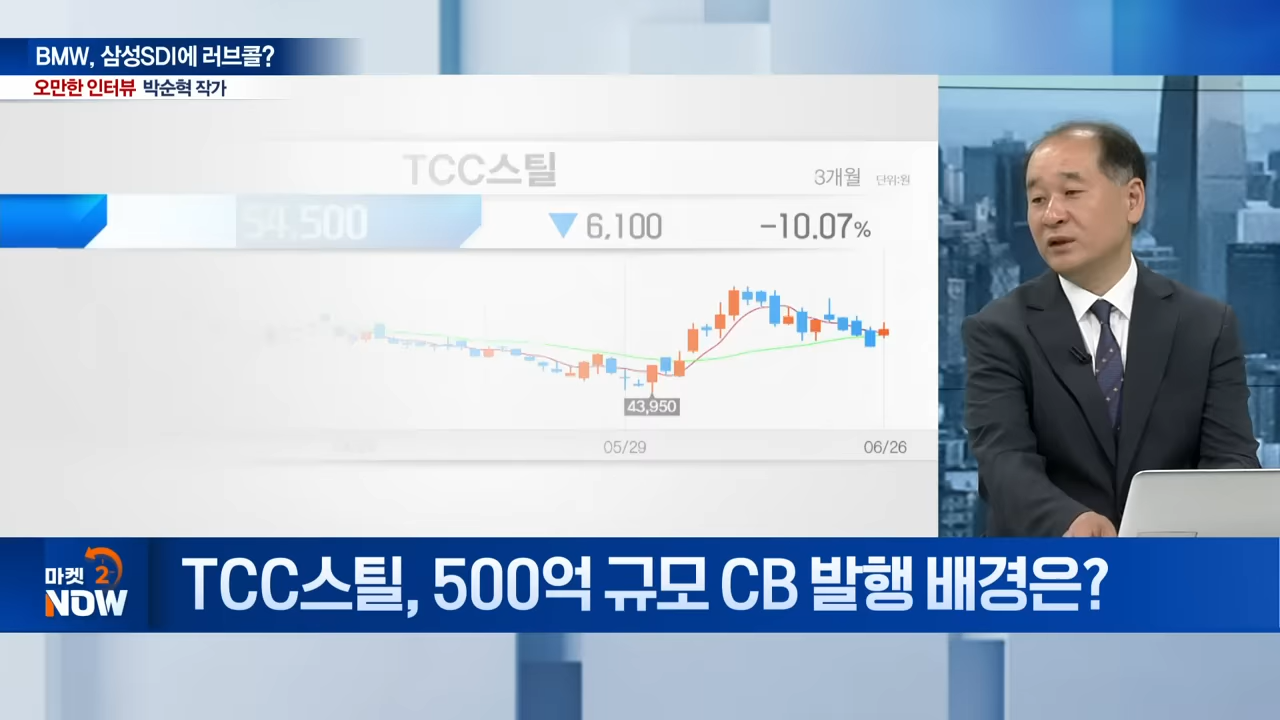 BMW, 삼성SDI에 러브콜?
오만한 인터뷰 박순혁 작가
TCC스틸
3개월 단위:원
54,500 ▼ 6,100 -10.07%
43,950
05/29 06/26
마켓 2
NOW
TCC스틸, 500억 규모 CB 발행 배경은?